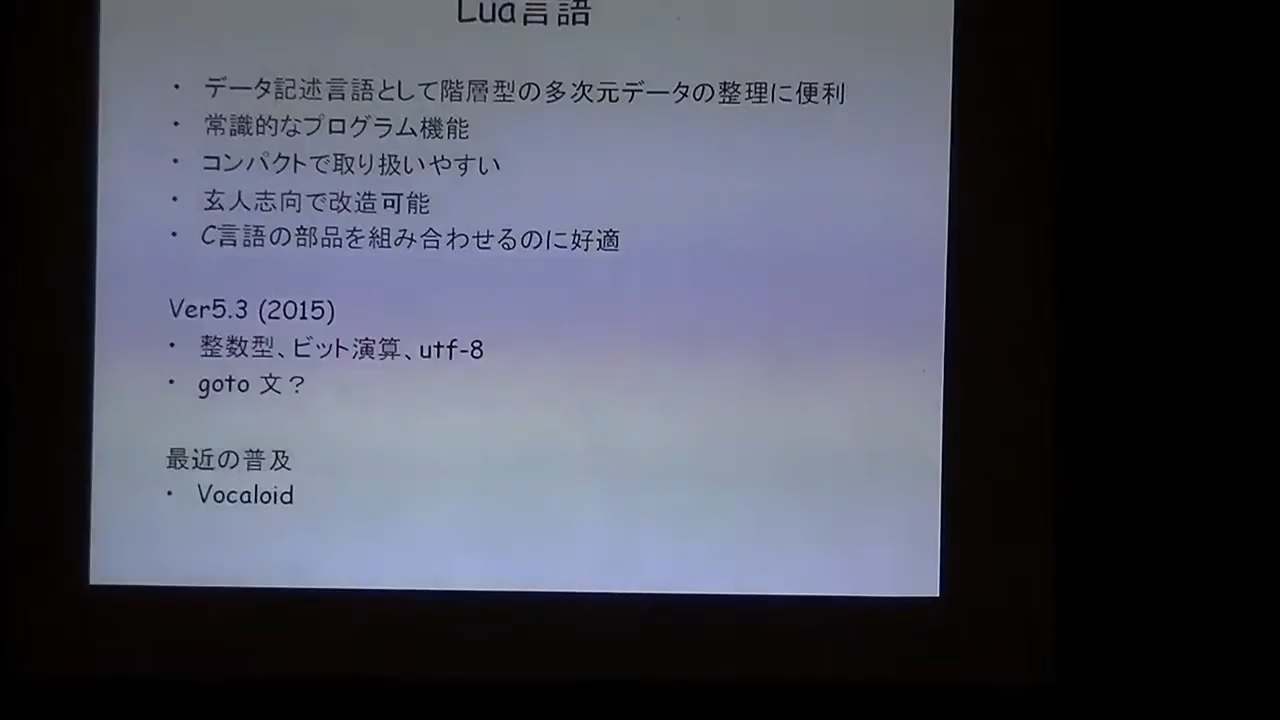 Lua言語
・ データ記述言語として階層型の多次元データの整理に便利
・ 常識的なプログラム機能
・ コンパクトで取り扱いやすい
・ 玄人志向で改造可能
・ C言語の部品を組み合わせるのに好適
Ver5.3 (2015)
・ 整数型、ビット演算、utf-8
・ goto 文？
最近の普及
・ Vocaloid